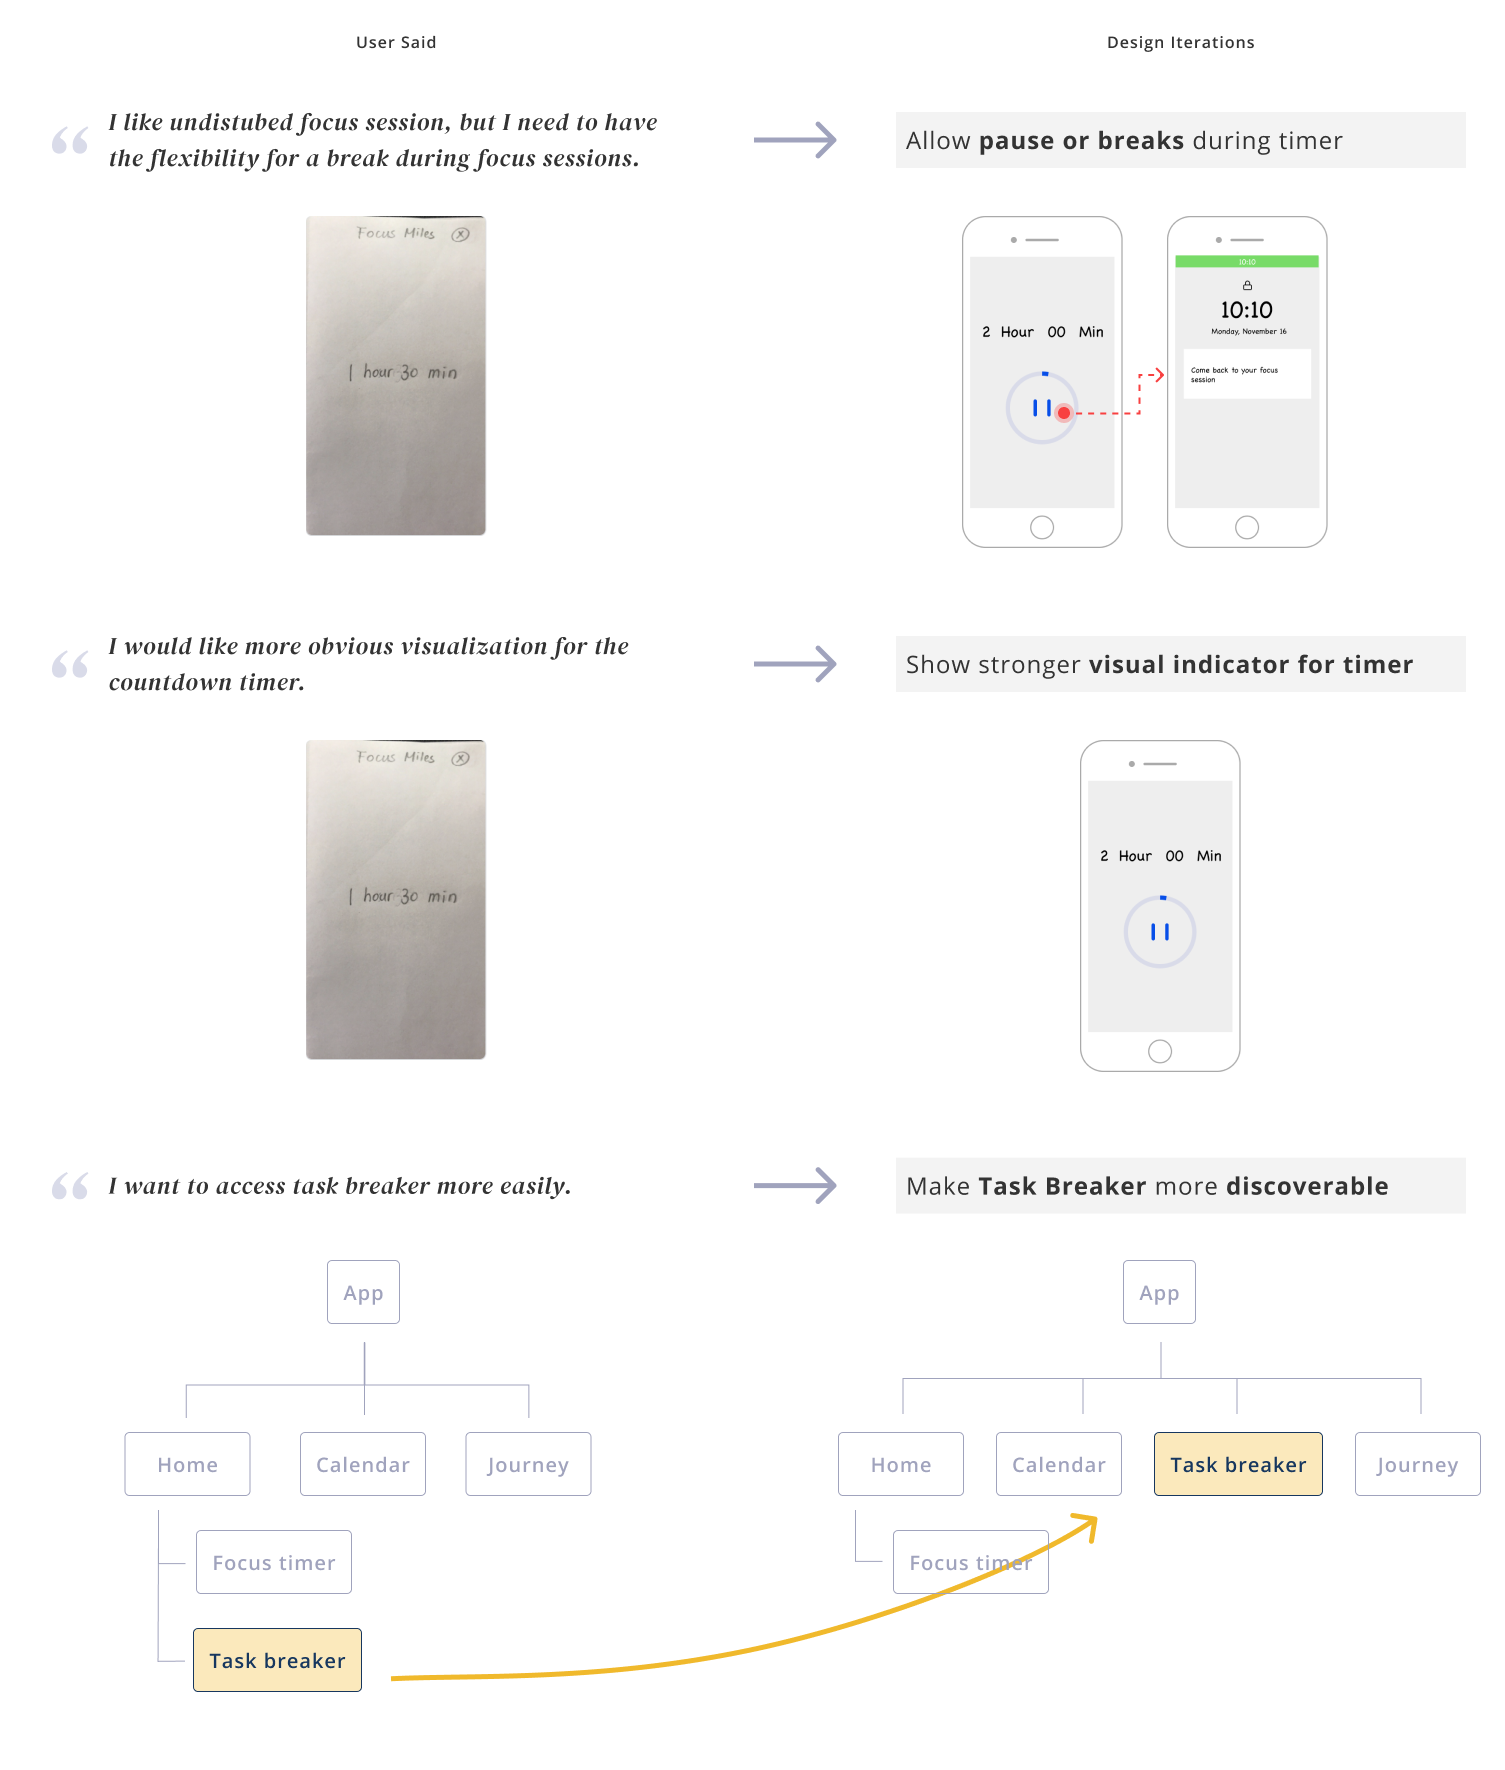 User Said
Design Iterations
“ I like undistubed focus session, but I need to have
the flexibility for a break during focus sessions.
Allow pause or breaks during timer
Focus Miles X
1 hour 30 min
2 Hour 00 Min
10:10
10:10
Monday, November 16
Come back to your focus
session
“ I would like more obvious visualization for the
countdown timer.
Show stronger visual indicator for timer
Focus Miles X
1 hour 30 min
2 Hour 00 Min
“ I want to access task breaker more easily.
Make Task Breaker more discoverable
App
Home
Calendar
Journey
Focus timer
Task breaker
App
Home
Calendar
Task breaker
Journey
Focus timer